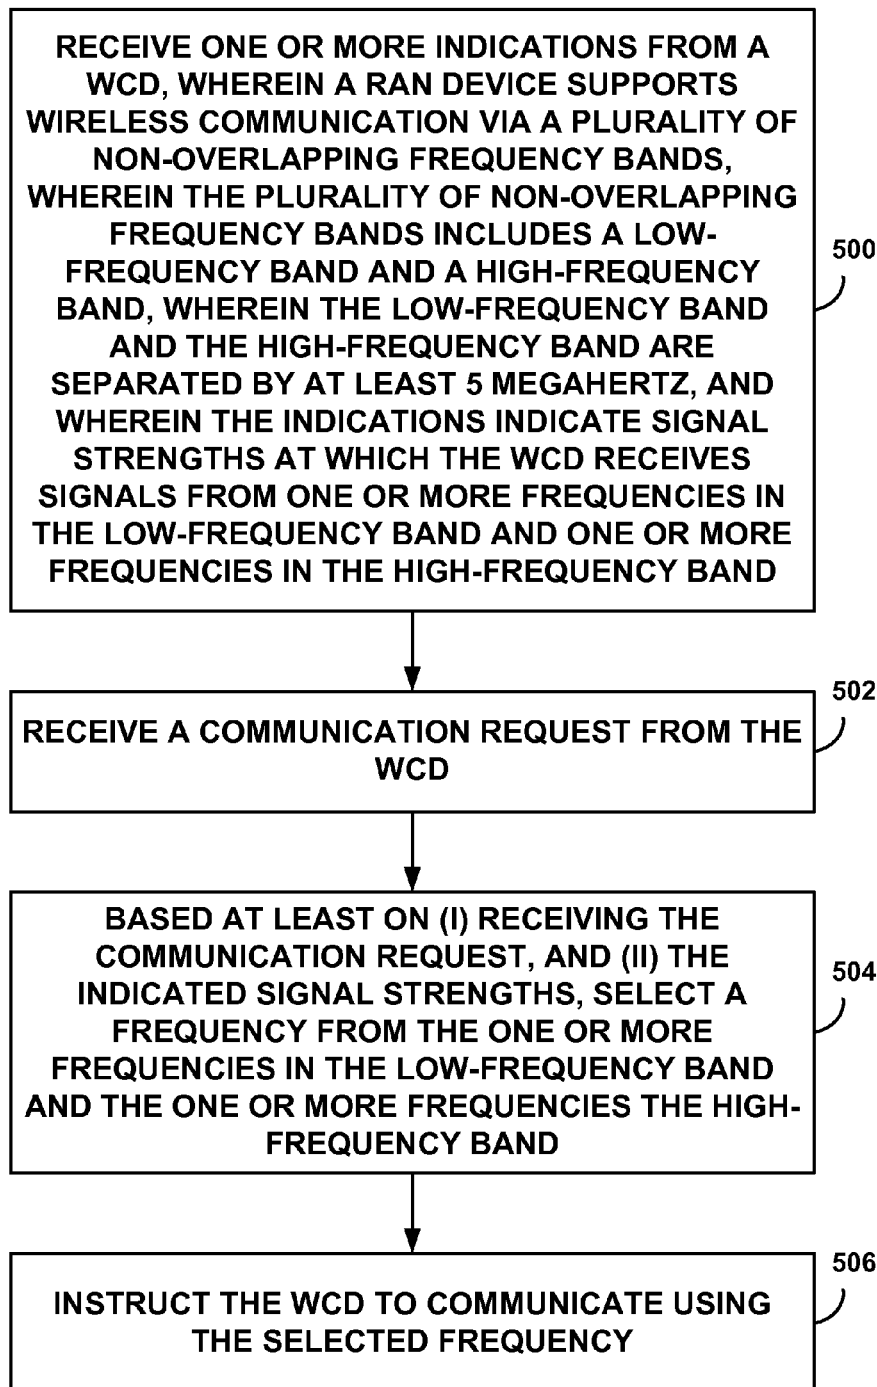 RECEIVE ONE OR MORE INDICATIONS FROM A
WCD, WHEREIN A RAN DEVICE SUPPORTS
WIRELESS COMMUNICATION VIA A PLURALITY OF
NON-OVERLAPPING FREQUENCY BANDS,
WHEREIN THE PLURALITY OF NON-OVERLAPPING
FREQUENCY BANDS INCLUDES A LOW-
FREQUENCY BAND AND A HIGH-FREQUENCY
BAND, WHEREIN THE LOW-FREQUENCY BAND
AND THE HIGH-FREQUENCY BAND ARE
SEPARATED BY AT LEAST 5 MEGAHERTZ, AND
WHEREIN THE INDICATIONS INDICATE SIGNAL
STRENGTHS AT WHICH THE WCD RECEIVES
SIGNALS FROM ONE OR MORE FREQUENCIES IN
THE LOW-FREQUENCY BAND AND ONE OR MORE
FREQUENCIES IN THE HIGH-FREQUENCY BAND
500
RECEIVE A COMMUNICATION REQUEST FROM THE
WCD
502
BASED AT LEAST ON (I) RECEIVING THE
COMMUNICATION REQUEST, AND (II) THE
INDICATED SIGNAL STRENGTHS, SELECT A
FREQUENCY FROM THE ONE OR MORE
FREQUENCIES IN THE LOW-FREQUENCY BAND
AND THE ONE OR MORE FREQUENCIES THE HIGH-
FREQUENCY BAND
504
INSTRUCT THE WCD TO COMMUNICATE USING
THE SELECTED FREQUENCY
506